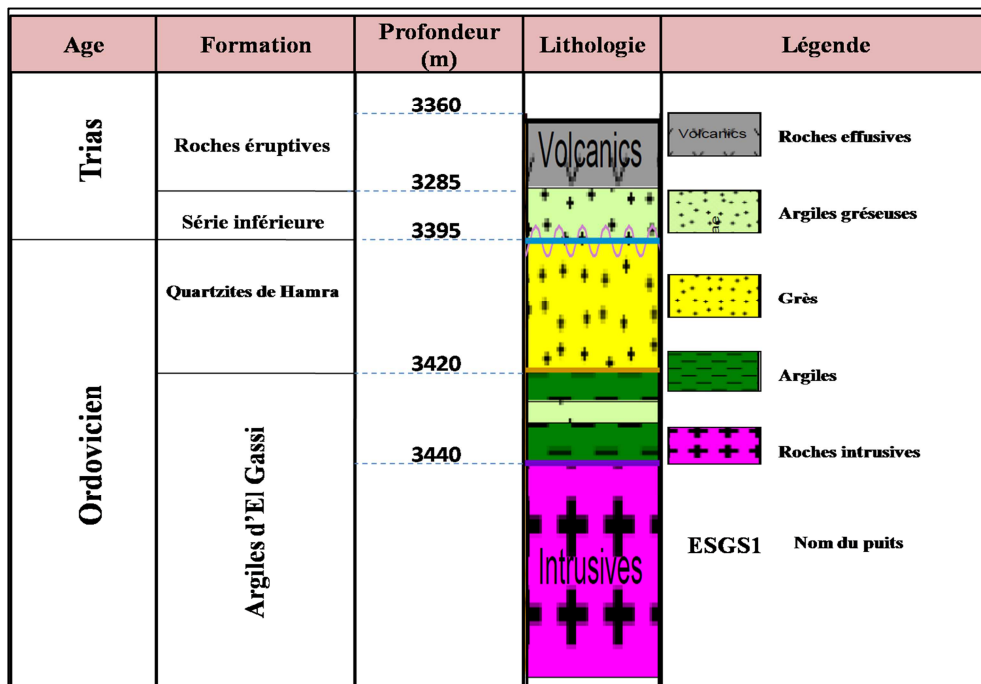 Age
Formation
Profondeur
(m)
Lithologie
Légende
Trias
Roches éruptives
Série inférieure
Ordovicien
Quartzites de Hamra
Argiles d'El Gassi
3360
3285
3395
3420
3440
Volcanics
Intrusives
Volcanics
Roches effusives
Argiles gréseuses
Grès
Argiles
Roches intrusives
ESGS1 Nom du puits